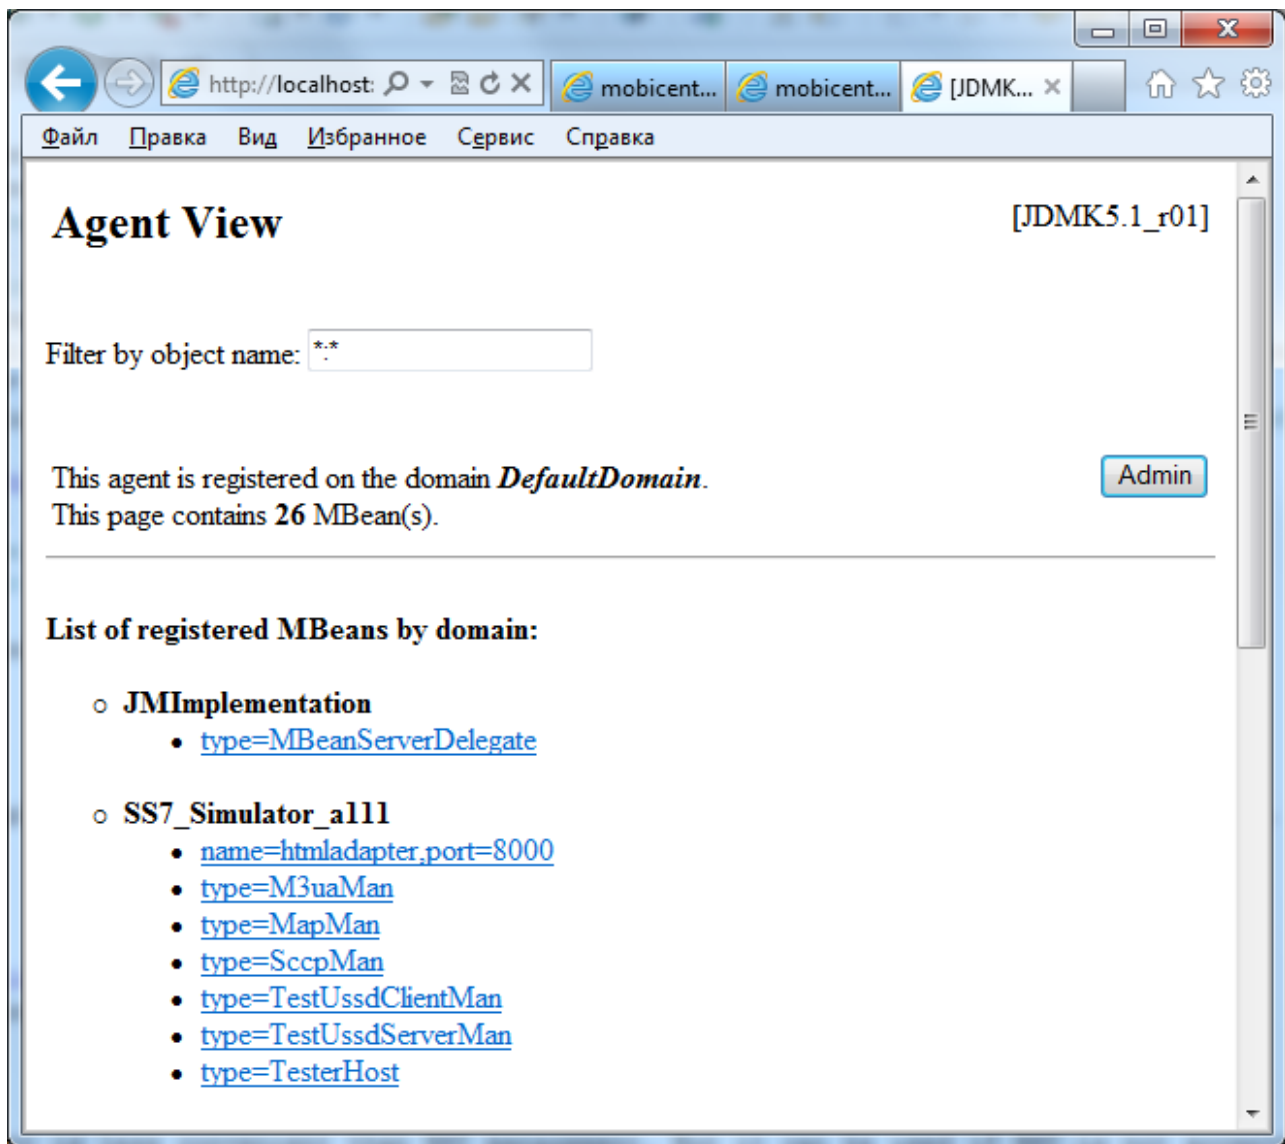 http://localhost:
mobicent...
mobicent...
[JDMK...
Файл Правка Вид Избранное Сервис Справка
Agent View
[JDMK5.1_r01]
Filter by object name: *:*
This agent is registered on the domain DefaultDomain.
Admin
This page contains 26 MBean(s).
List of registered MBeans by domain:
JMImplementation
type=MBeanServerDelegate
SS7_Simulator_a111
name=htmladapter,port=8000
type=M3uaMan
type=MapMan
type=SccpMan
type=TestUssdClientMan
type=TestUssdServerMan
type=TesterHost